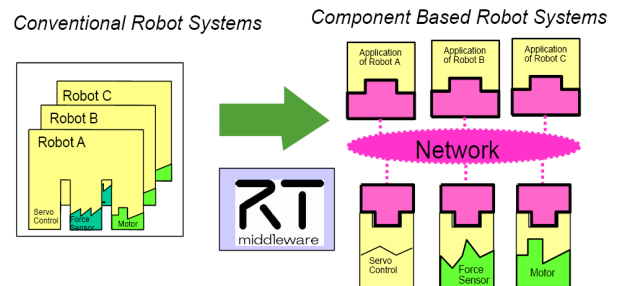 Conventional Robot Systems
Component Based Robot Systems
Robot C
Robot B
Robot A
Servo
Control
Force
Sensor
Motor
RT
middleware
Application
of Robot A
Application
of Robot B
Application
of Robot C
Network
Servo
Control
Force
Sensor
Motor